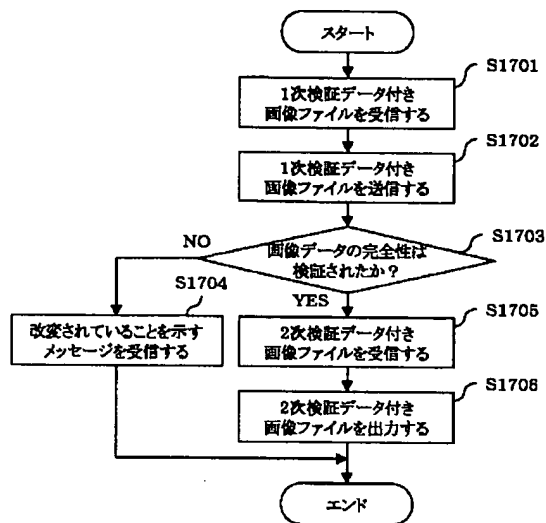 スタート
S1701
1次検証データ付き
画像ファイルを受信する
S1702
1次検証データ付き
画像ファイルを送信する
S1703
画像データの完全性は
検証されたか？
NO
YES
S1704
改変されていることを示す
メッセージを受信する
S1705
2次検証データ付き
画像ファイルを受信する
S1706
2次検証データ付き
画像ファイルを出力する
エンド